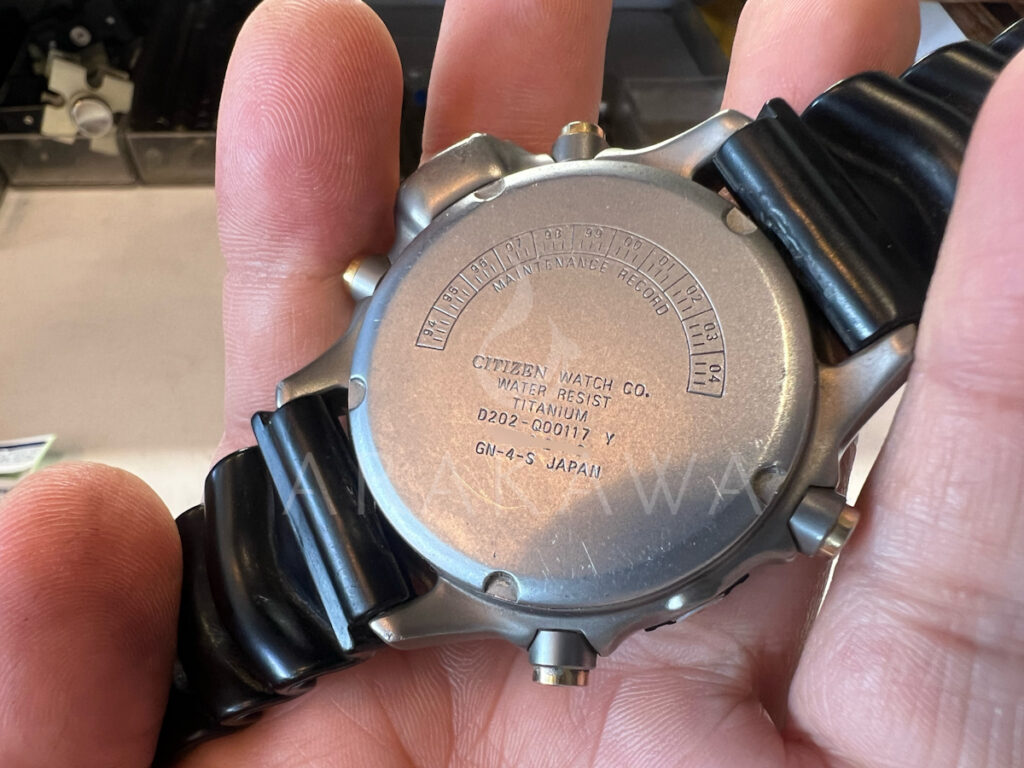 94 95 96 97 98 99 00 01 02 03 04
MAINTENANCE RECORD
CITIZEN WATCH CO.
WATER RESIST
TITANIUM
D202-Q00117 Y
GN-4-S JAPAN
ARAKAWA